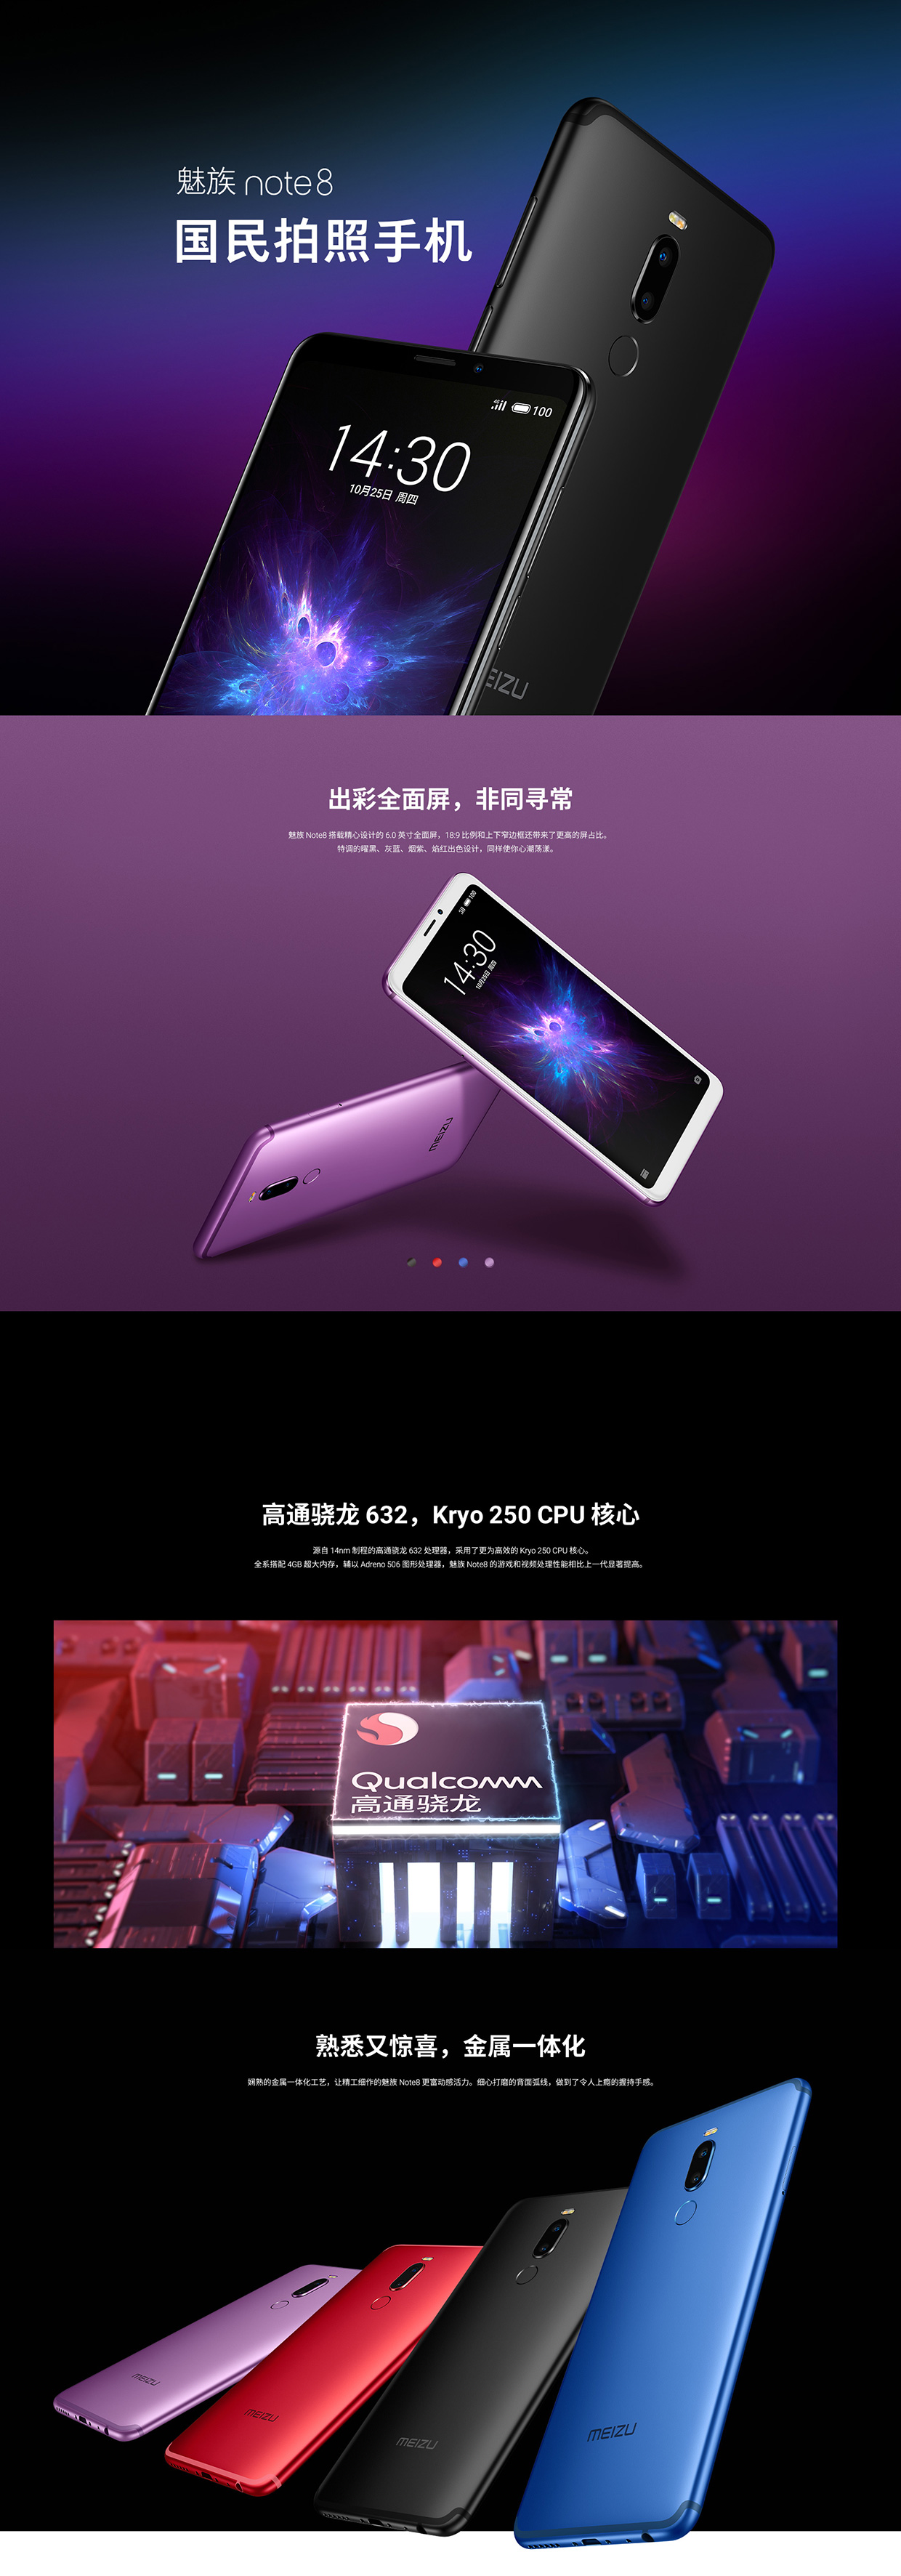 魅族 note8
国民拍照手机
100
14:30
10月25日 周四
EIZU
出彩全面屏，非同寻常
魅族 Note8 搭载精心设计的 6.0 英寸全面屏，18:9 比例和上下窄边框还带来了更高的屏占比。
特调的曜黑、灰蓝、烟紫、焰红出色设计，同样使你心潮荡漾。
100
14:30
10月25日 周四
MEIZU
高通骁龙 632，Kryo 250 CPU 核心
源自 14nm 制程的高通骁龙 632 处理器，采用了更为高效的 Kryo 250 CPU 核心。
全系搭配 4GB 超大内存，辅以 Adreno 506 图形处理器，魅族 Note8 的游戏和视频处理性能相比上一代显著提高。
Qualcomm
高通骁龙
熟悉又惊喜，金属一体化
娴熟的金属一体化工艺，让精工细作的魅族 Note8 更富动感活力。细心打磨的背面弧线，做到了令人上瘾的握持手感。
MEIZU
MEIZU
MEIZU
MEIZU